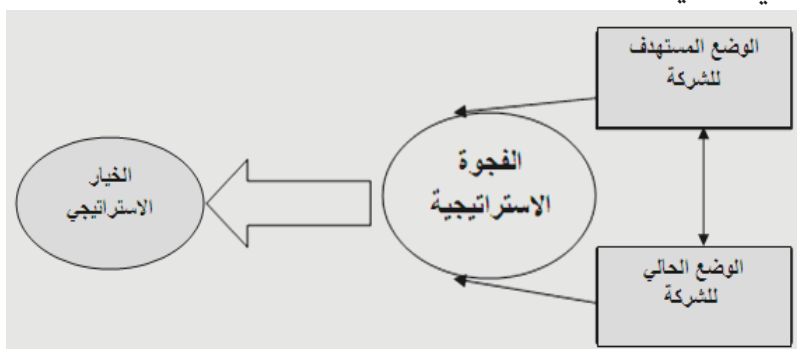 الوضع المستهدف
للشركة
الفجوة
الاستراتيجية
الخيار
الاستراتيجي
الوضع الحالي
للشركة